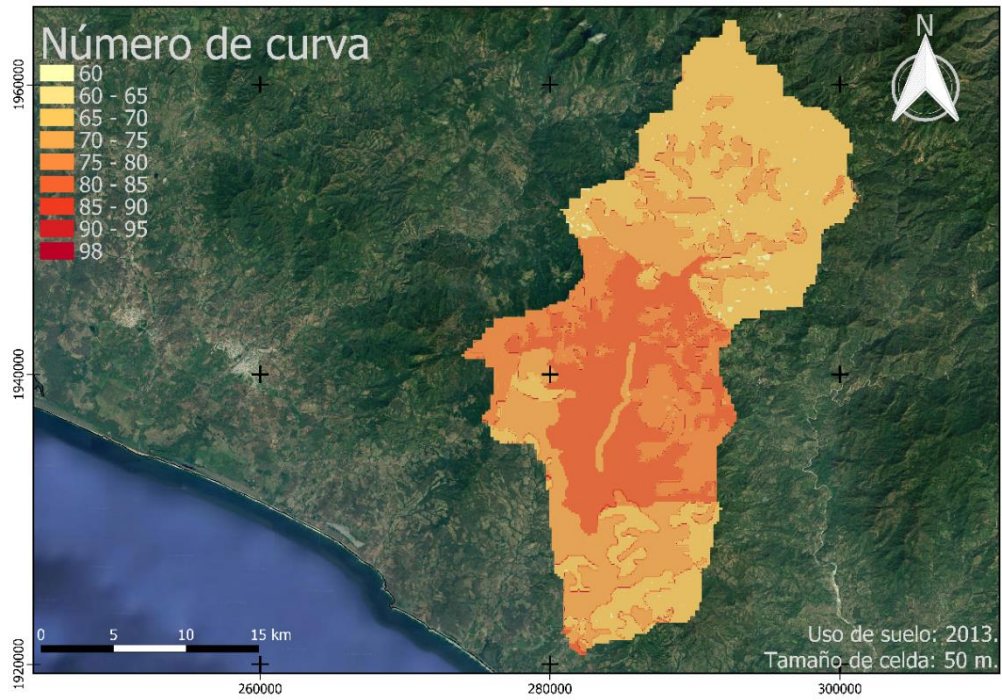 Número de curva
60
60 - 65
65 - 70
70 - 75
75 - 80
80 - 85
85 - 90
90 - 95
98
N
1960000
1940000
1920000
0 5 10 15 km
Uso de suelo: 2013.
Tamaño de celda: 50 m.
260000 280000 300000